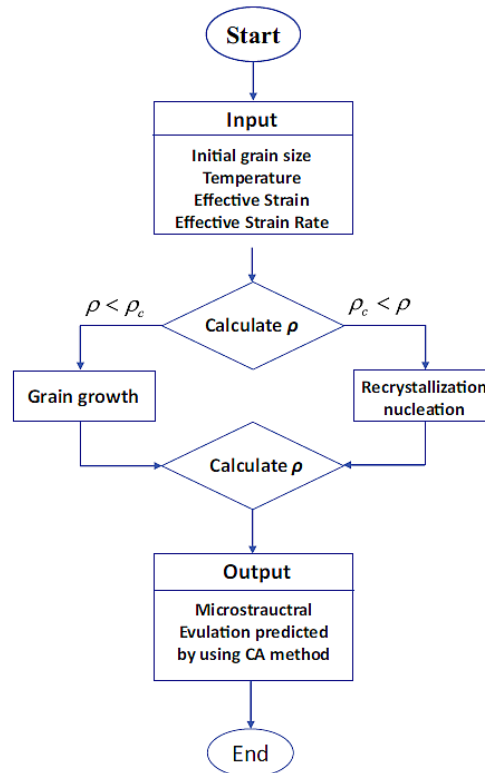 Start
Input
Initial grain size
Temperature
Effective Strain
Effective Strain Rate
ρ < ρc
Calculate ρ
ρc < ρ
Grain growth
Recrystallization
nucleation
Calculate ρ
Output
Microstrauctral
Evulation predicted
by using CA method
End